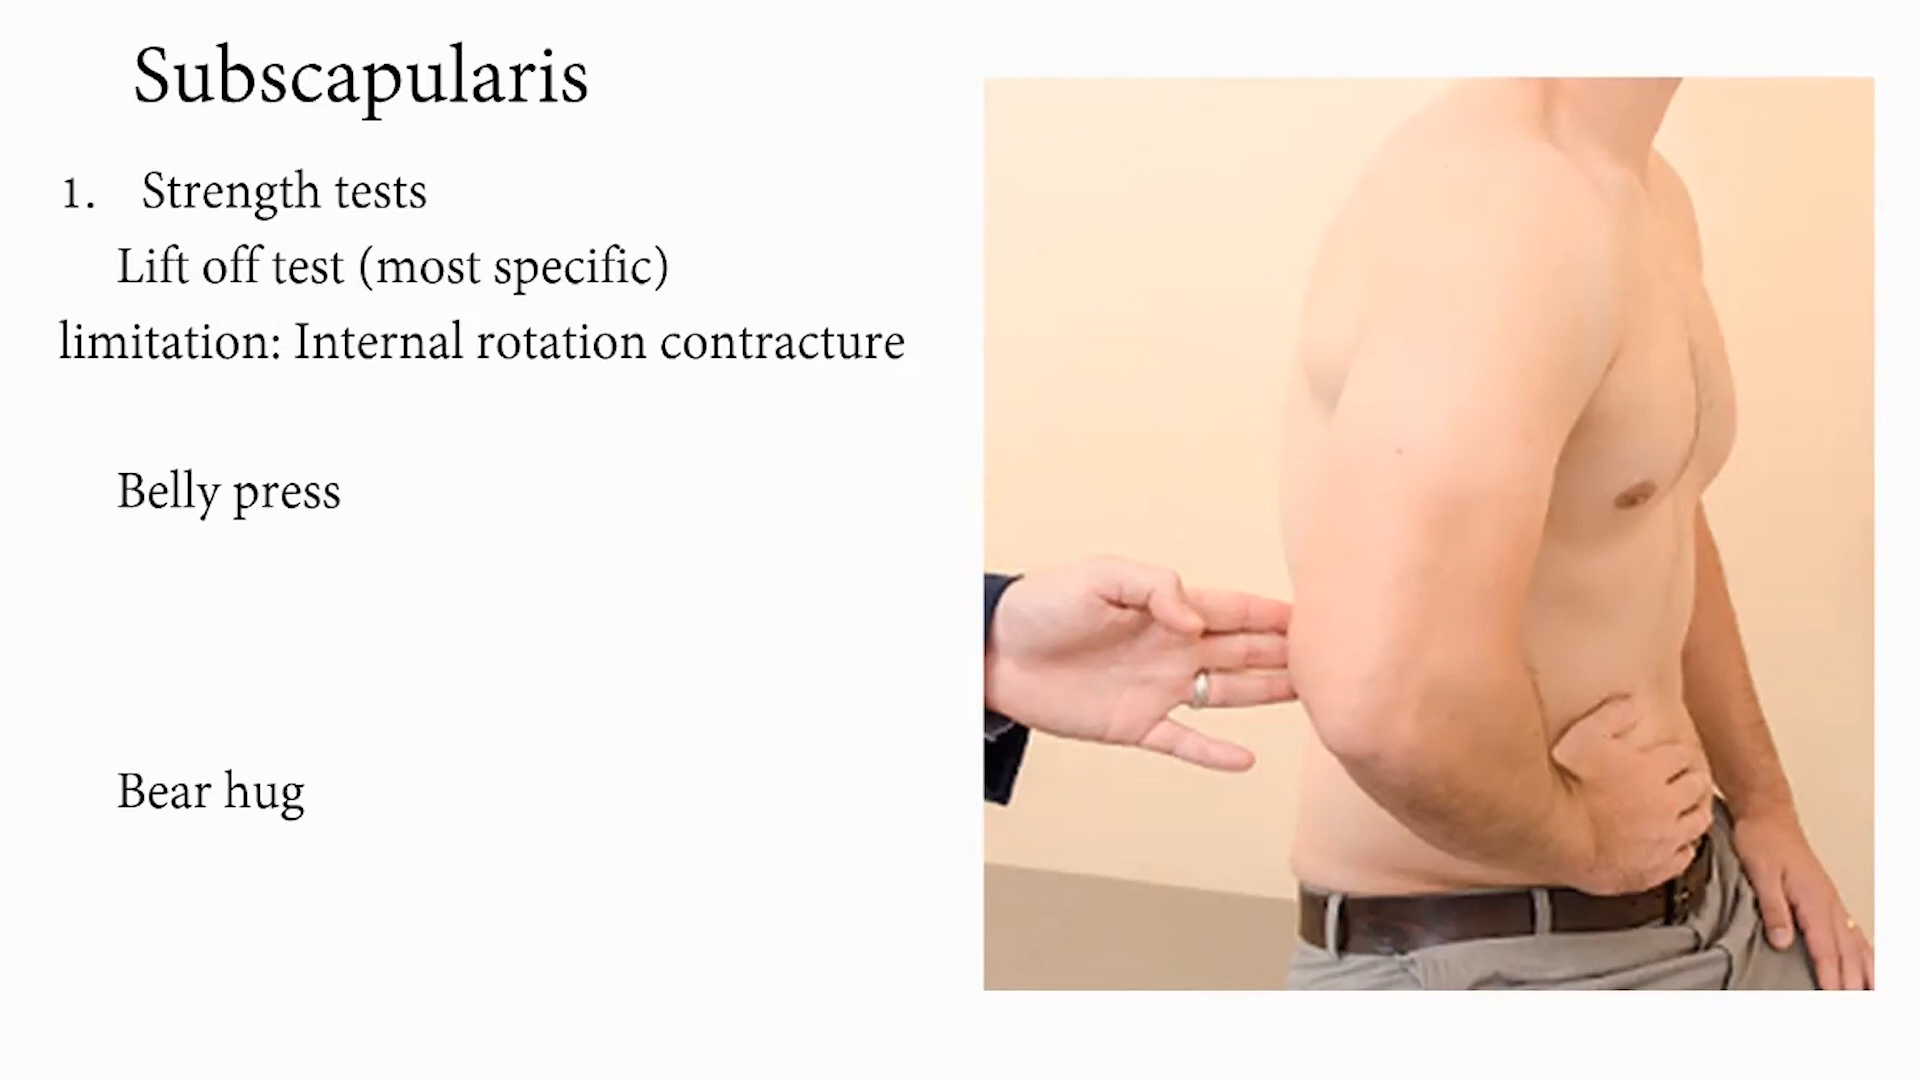 Subscapularis
1. Strength tests
Lift off test (most specific)
limitation: Internal rotation contracture
Belly press
Bear hug